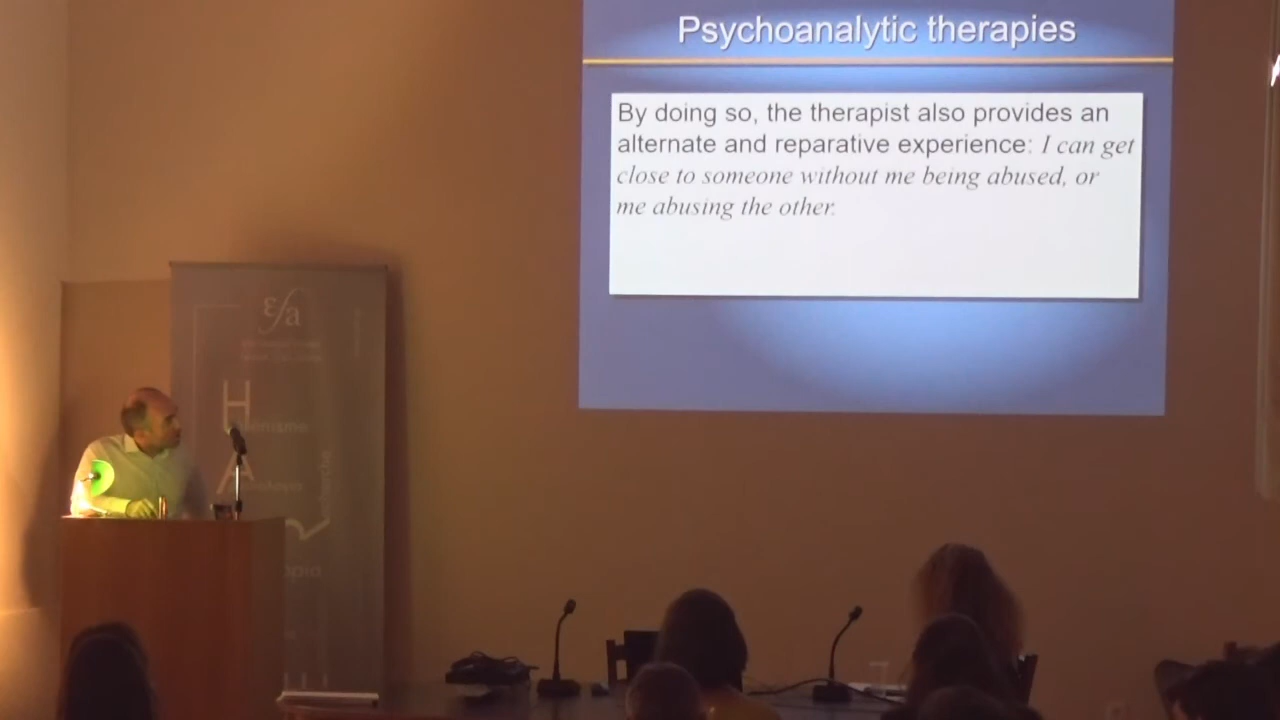 Psychoanalytic therapies
By doing so, the therapist also provides an
alternate and reparative experience: I can get
close to someone without me being abused, or
me abusing the other.
εfa